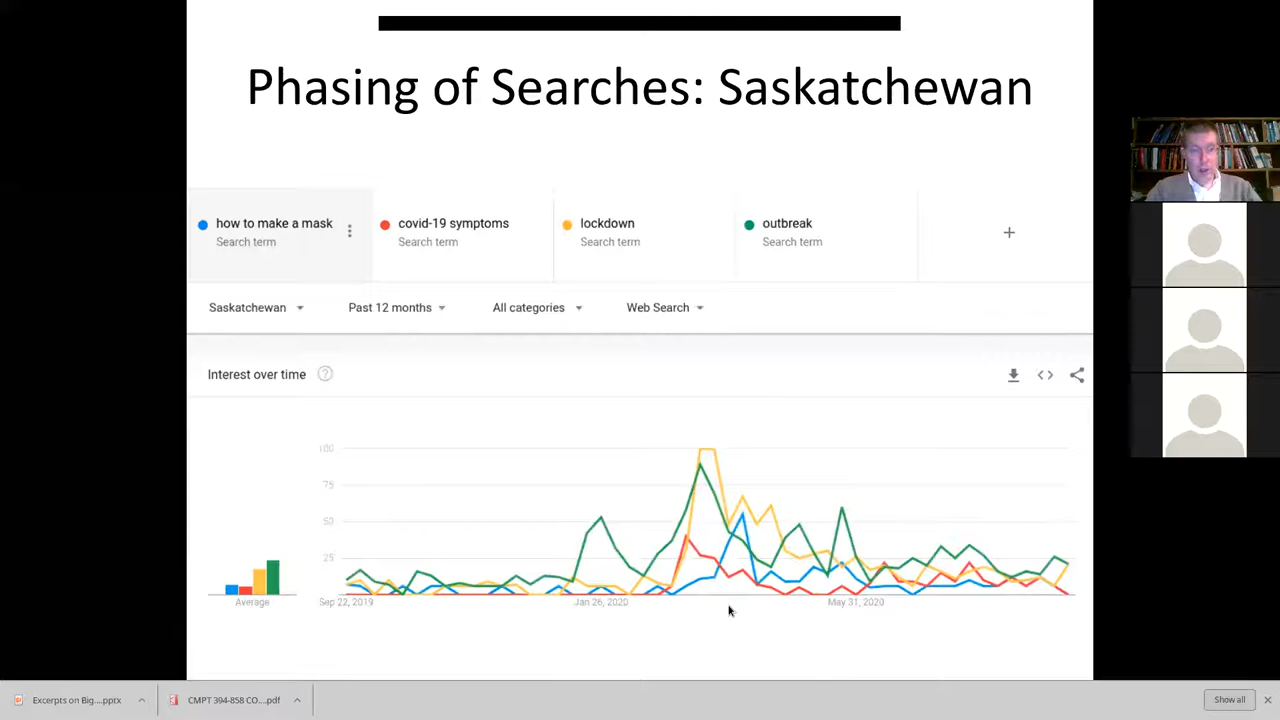 Phasing of Searches: Saskatchewan
how to make a mask
Search term
covid-19 symptoms
Search term
lockdown
Search term
outbreak
Search term
+
Saskatchewan
Past 12 months
All categories
Web Search
Interest over time
?
100
75
50
25
Average
Sep 22, 2019
Jan 26, 2020
May 31, 2020
Excerpts on Big....pptx
CMPT 394-858 CO....pdf
Show all